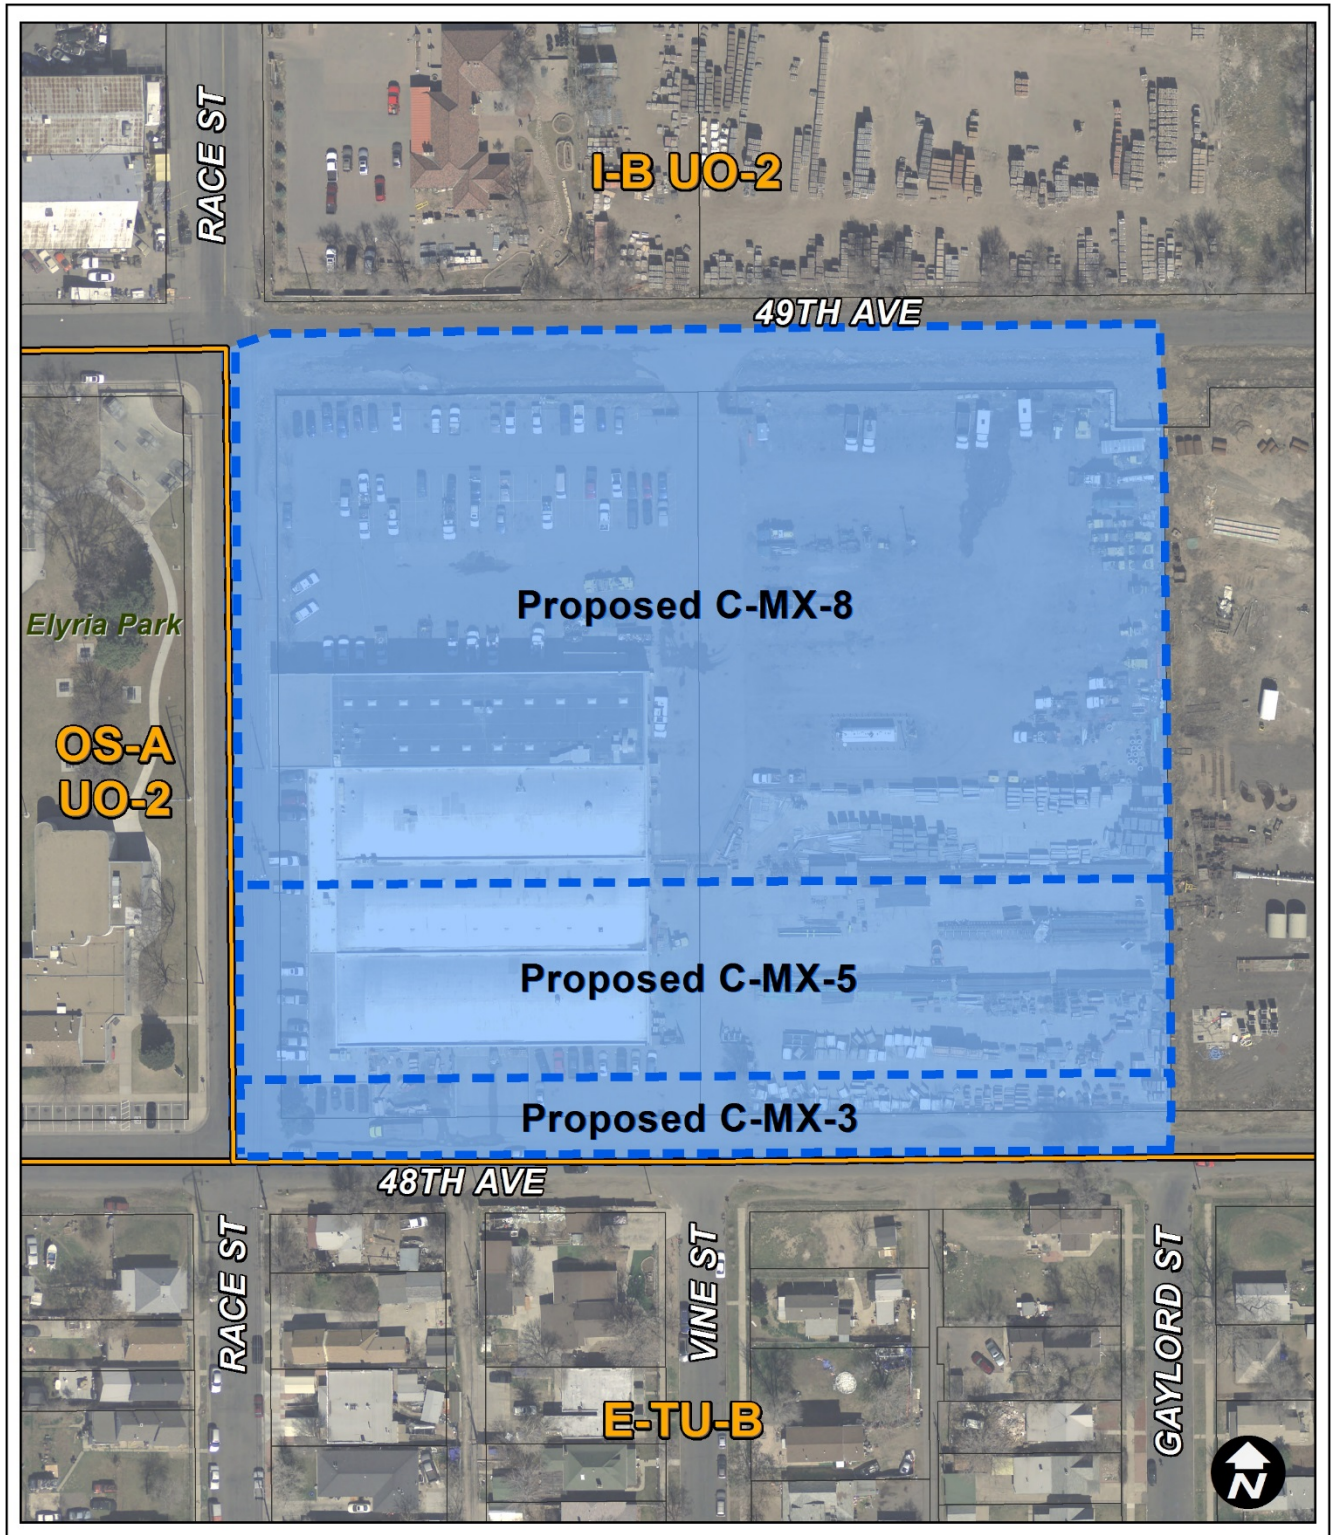 RACE ST
I-B UO-2
49TH AVE
Proposed C-MX-8
Elyria Park
OS-A
UO-2
Proposed C-MX-5
Proposed C-MX-3
48TH AVE
RACE ST
VINE ST
GAYLORD ST
E-TU-B
N